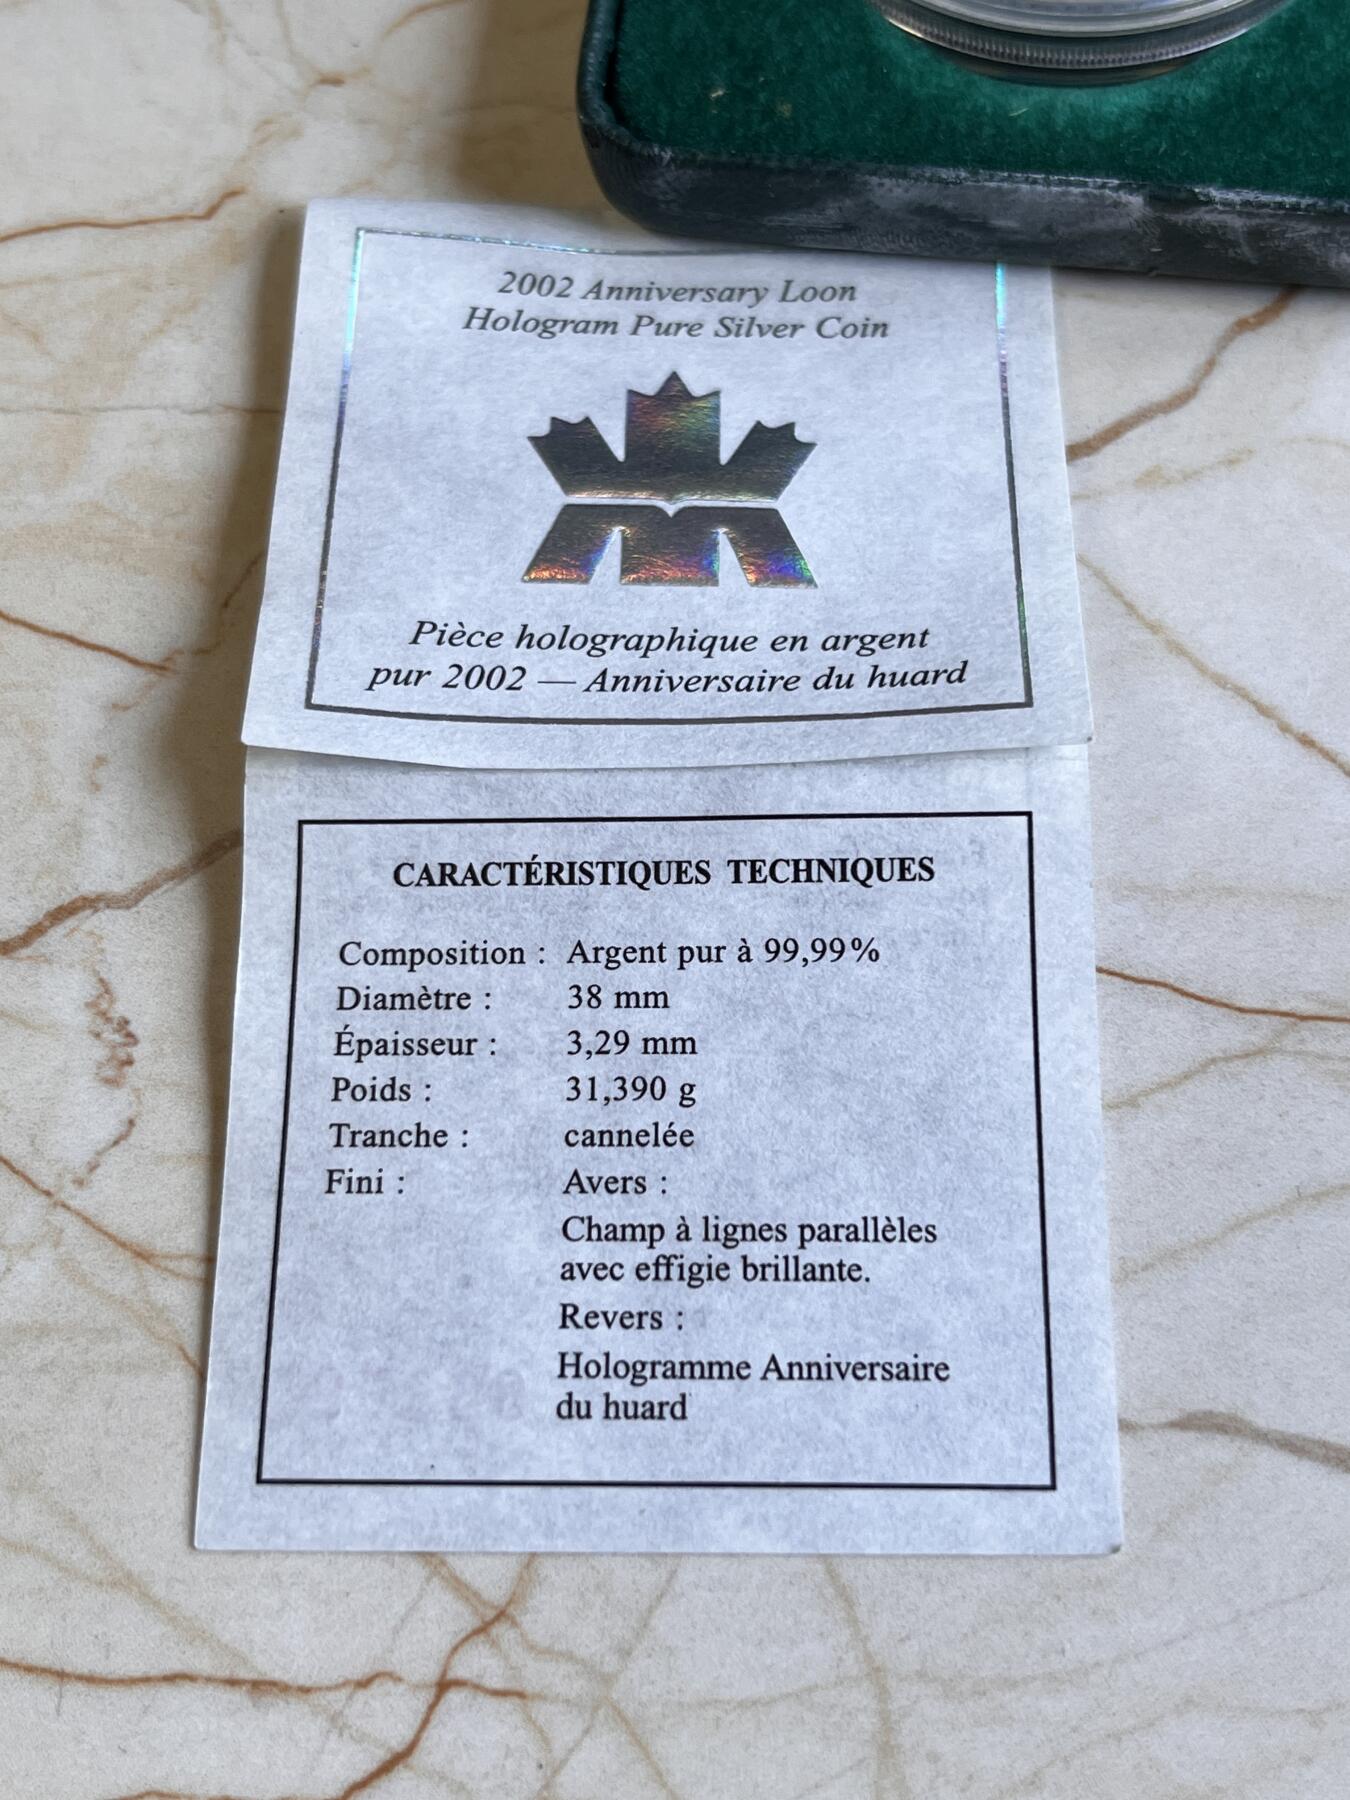 2002 Anniversary Loon
Hologram Pure Silver Coin
Pièce holographique en argent
pur 2002 — Anniversaire du huard
CARACTÉRISTIQUES TECHNIQUES
Composition : Argent pur à 99,99%
Diamètre : 38 mm
Épaisseur : 3,29 mm
Poids : 31,390 g
Tranche : cannelée
Fini : Avers :
Champ à lignes parallèles
avec effigie brillante.
Revers :
Hologramme Anniversaire
du huard